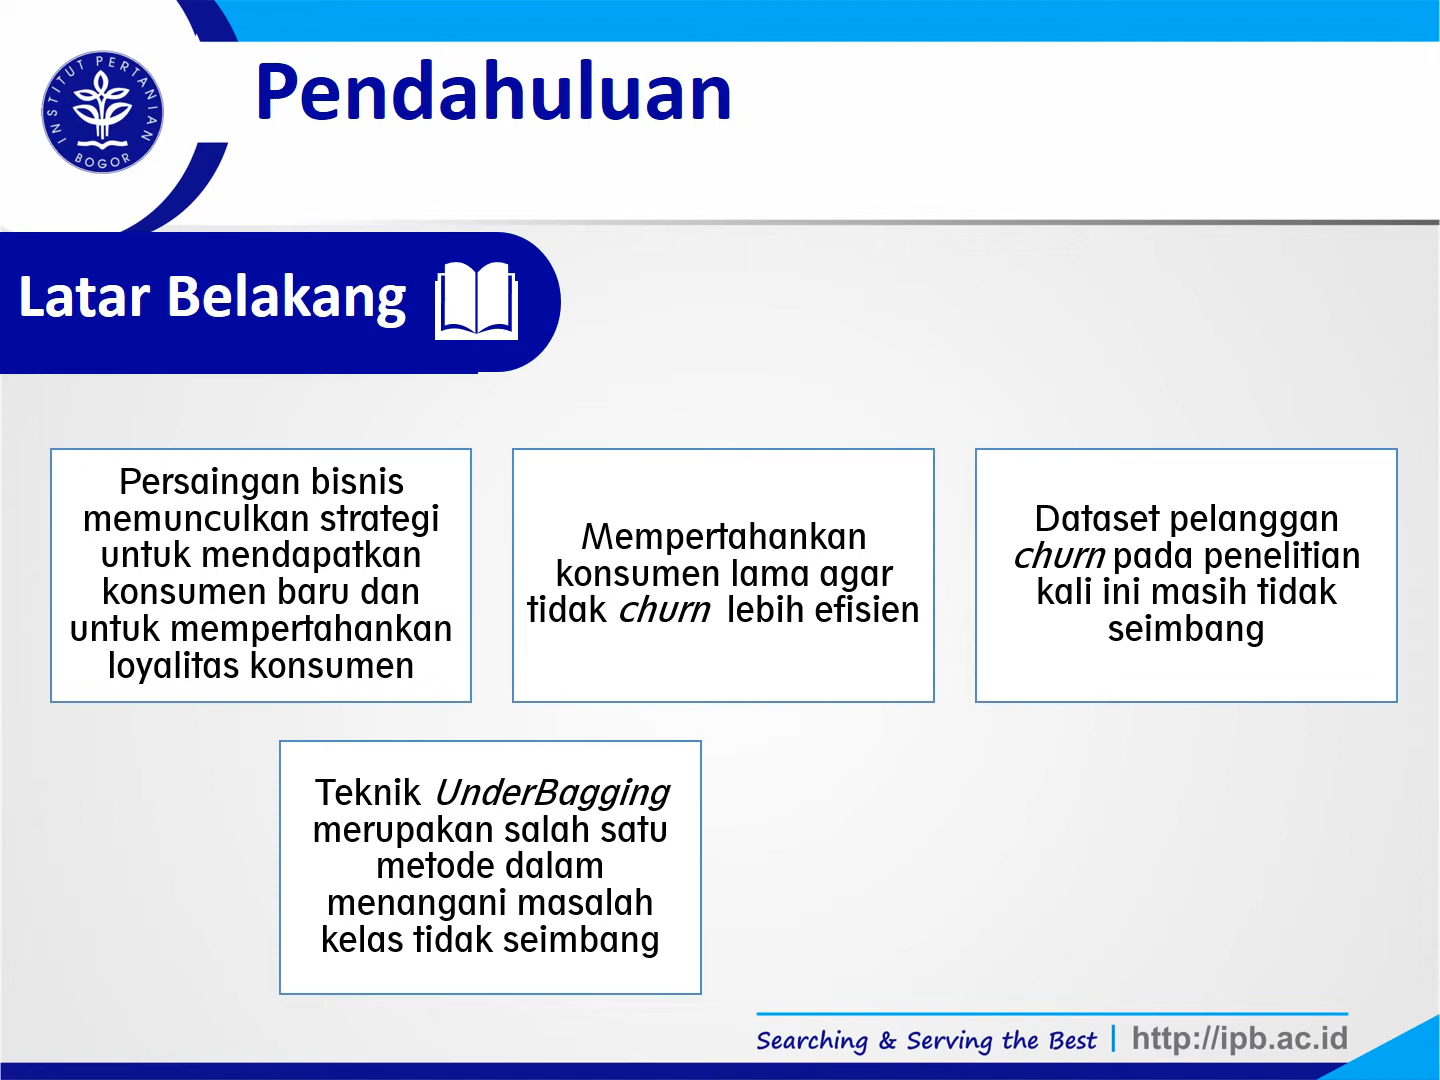 INSTITUT PERTANIAN
BOGOR
Pendahuluan
Latar Belakang
Persaingan bisnis
memunculkan strategi
untuk mendapatkan
konsumen baru dan
untuk mempertahankan
loyalitas konsumen
Mempertahankan
konsumen lama agar
tidak churn lebih efisien
Dataset pelanggan
churn pada penelitian
kali ini masih tidak
seimbang
Teknik UnderBagging
merupakan salah satu
metode dalam
menangani masalah
kelas tidak seimbang
Searching & Serving the Best | http://ipb.ac.id